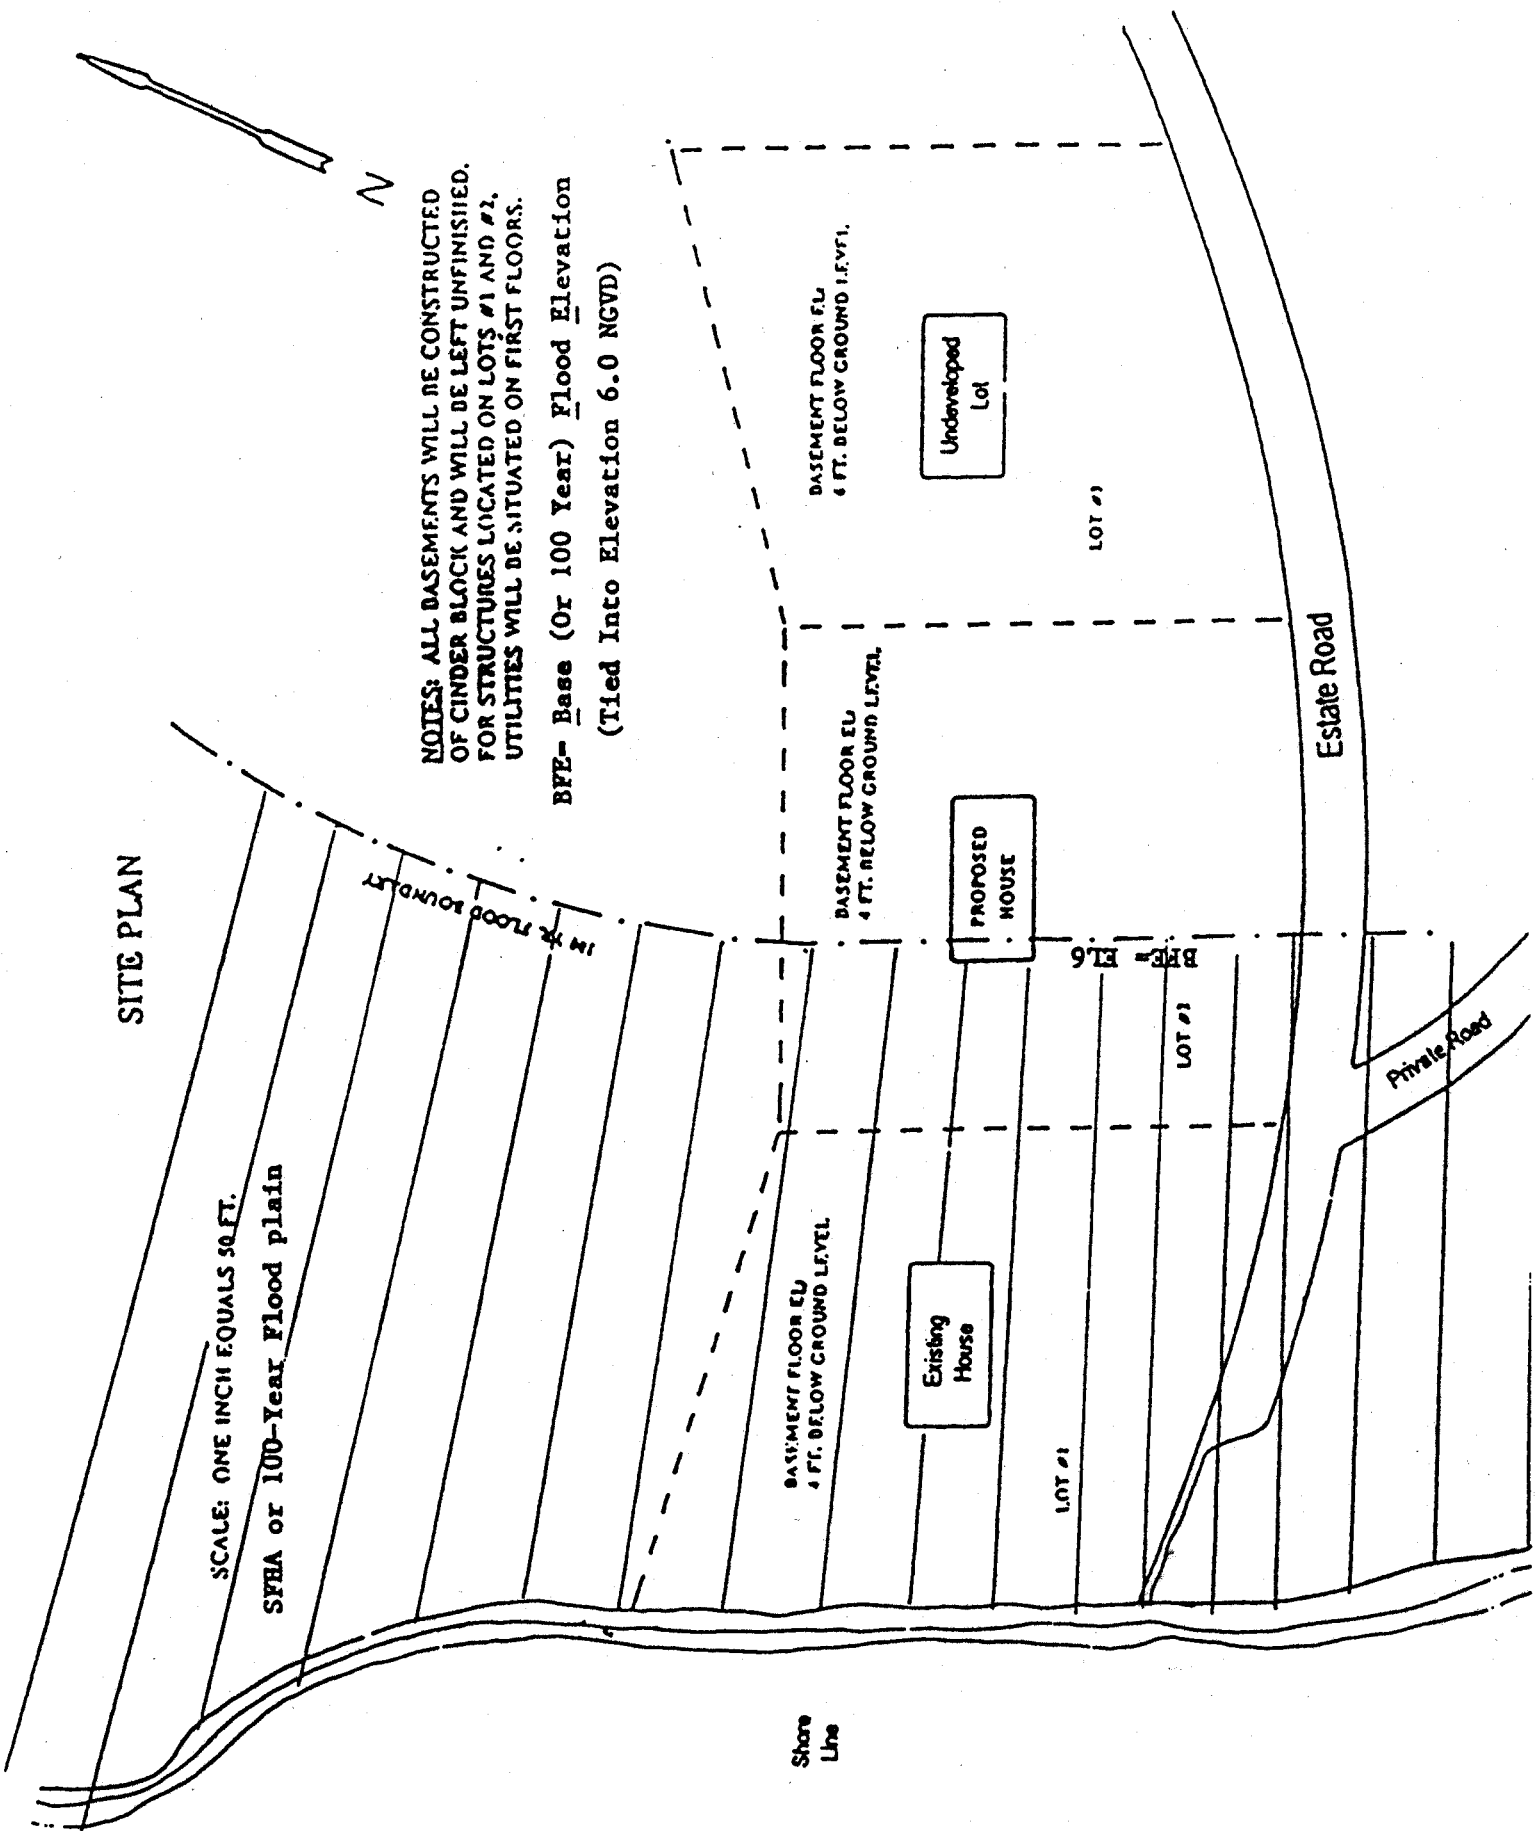 SITE PLAN
SCALE: ONE INCH EQUALS SQ FT.
SFHA or 100-Year Flood plain
N
NOTES: ALL BASEMENTS WILL BE CONSTRUCTED
OF CINDER BLOCK AND WILL BE LEFT UNFINISHED.
FOR STRUCTURES LOCATED ON LOTS #1 AND #2,
UTILITIES WILL BE SITUATED ON FIRST FLOORS.
BFE- Base (Or 100 Year) Flood Elevation
(Tied Into Elevation 6.0 NGVD)
YR. FLOOD BOUNDARY
BASEMENT FLOOR EL:
4 FT. BELOW GROUND LEVEL
Existing
House
LOT #1
BASEMENT FLOOR EL:
4 FT. BELOW GROUND LEVEL
PROPOSED
HOUSE
BFE= EL6
LOT #2
BASEMENT FLOOR EL:
4 FT. BELOW GROUND LEVEL
Undeveloped
Lot
LOT #3
Estate Road
Private Road
Shore
Line